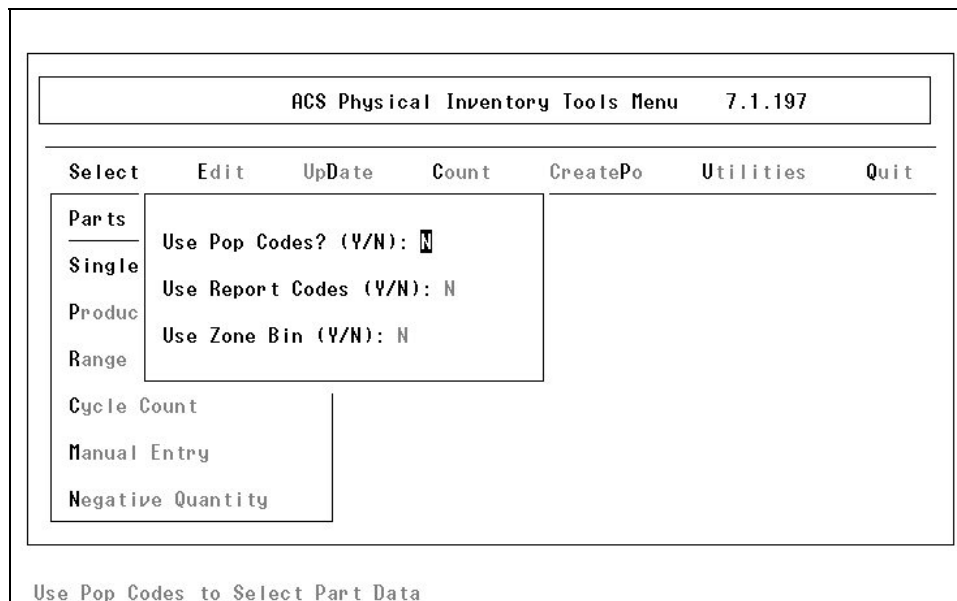 ACS Physical Inventory Tools Menu 7.1.197
Select Edit UpDate Count CreatePo Utilities Quit
Parts
Single
Produc
Range
Cycle Count
Manual Entry
Negative Quantity
Use Pop Codes? (Y/N): N
Use Report Codes (Y/N): N
Use Zone Bin (Y/N): N
Use Pop Codes to Select Part Data